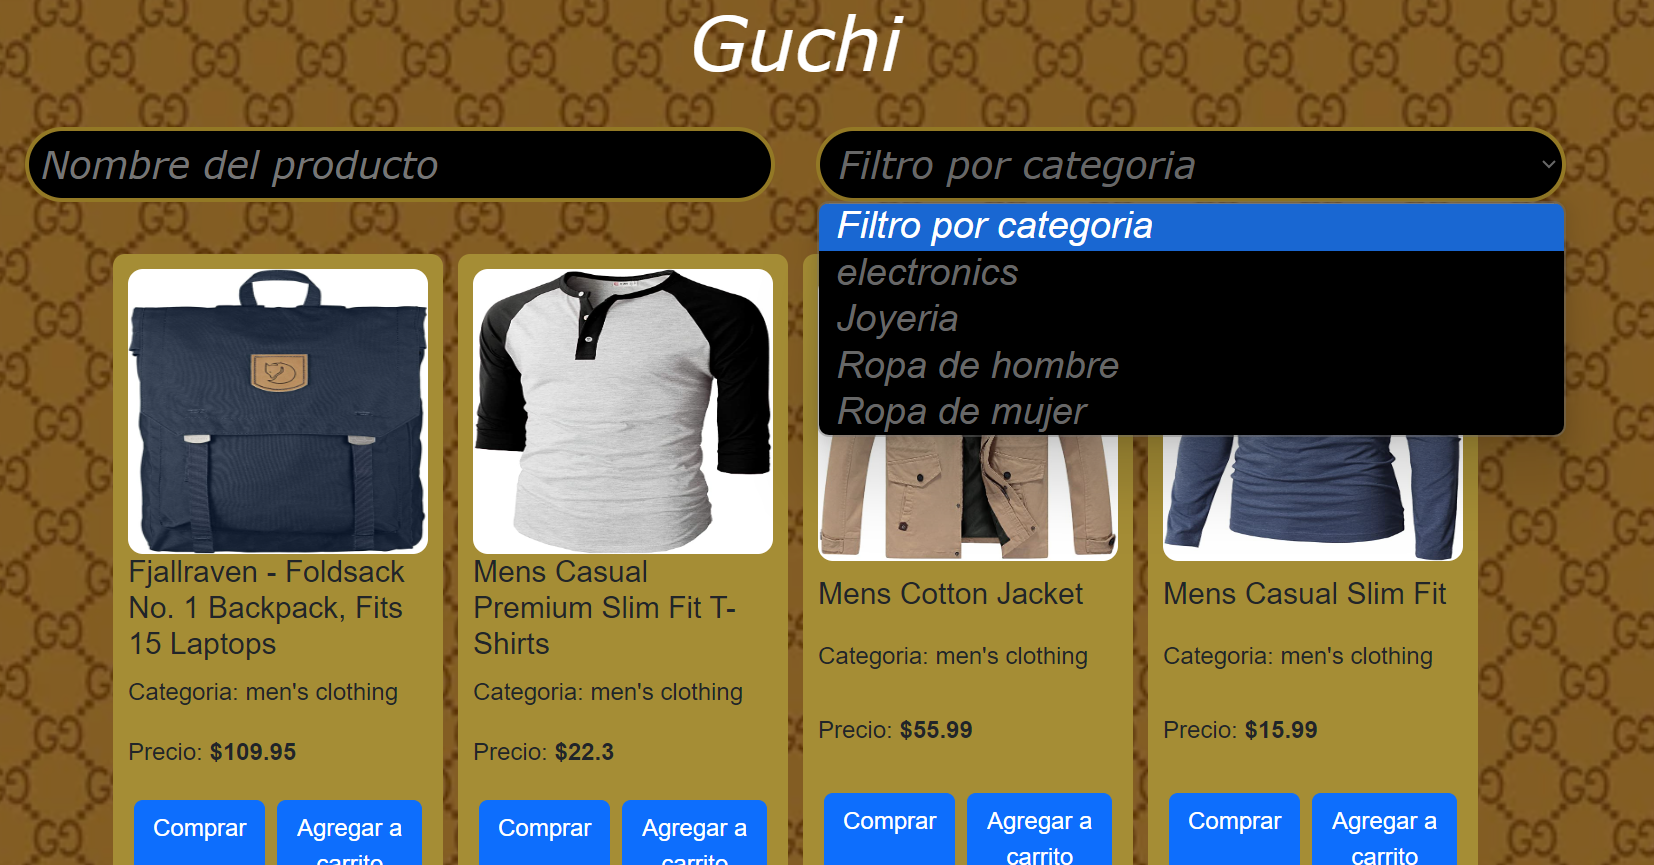 Guchi
Nombre del producto
Filtro por categoria
Filtro por categoria
electronics
Joyeria
Ropa de hombre
Ropa de mujer
Fjallraven - Foldsack
No. 1 Backpack, Fits
15 Laptops
Categoria: men's clothing
Precio: $109.95
Comprar
Agregar a
carrito
Mens Casual
Premium Slim Fit T-
Shirts
Categoria: men's clothing
Precio: $22.3
Comprar
Agregar a
carrito
Mens Cotton Jacket
Categoria: men's clothing
Precio: $55.99
Comprar
Agregar a
carrito
Mens Casual Slim Fit
Categoria: men's clothing
Precio: $15.99
Comprar
Agregar a
carrito